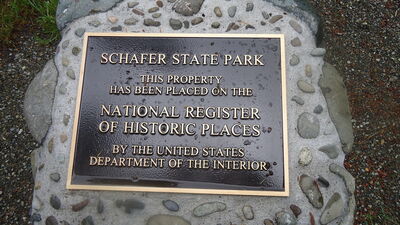 SCHAFER STATE PARK
THIS PROPERTY
HAS BEEN PLACED ON THE
NATIONAL REGISTER
OF HISTORIC PLACES
BY THE UNITED STATES
DEPARTMENT OF THE INTERIOR